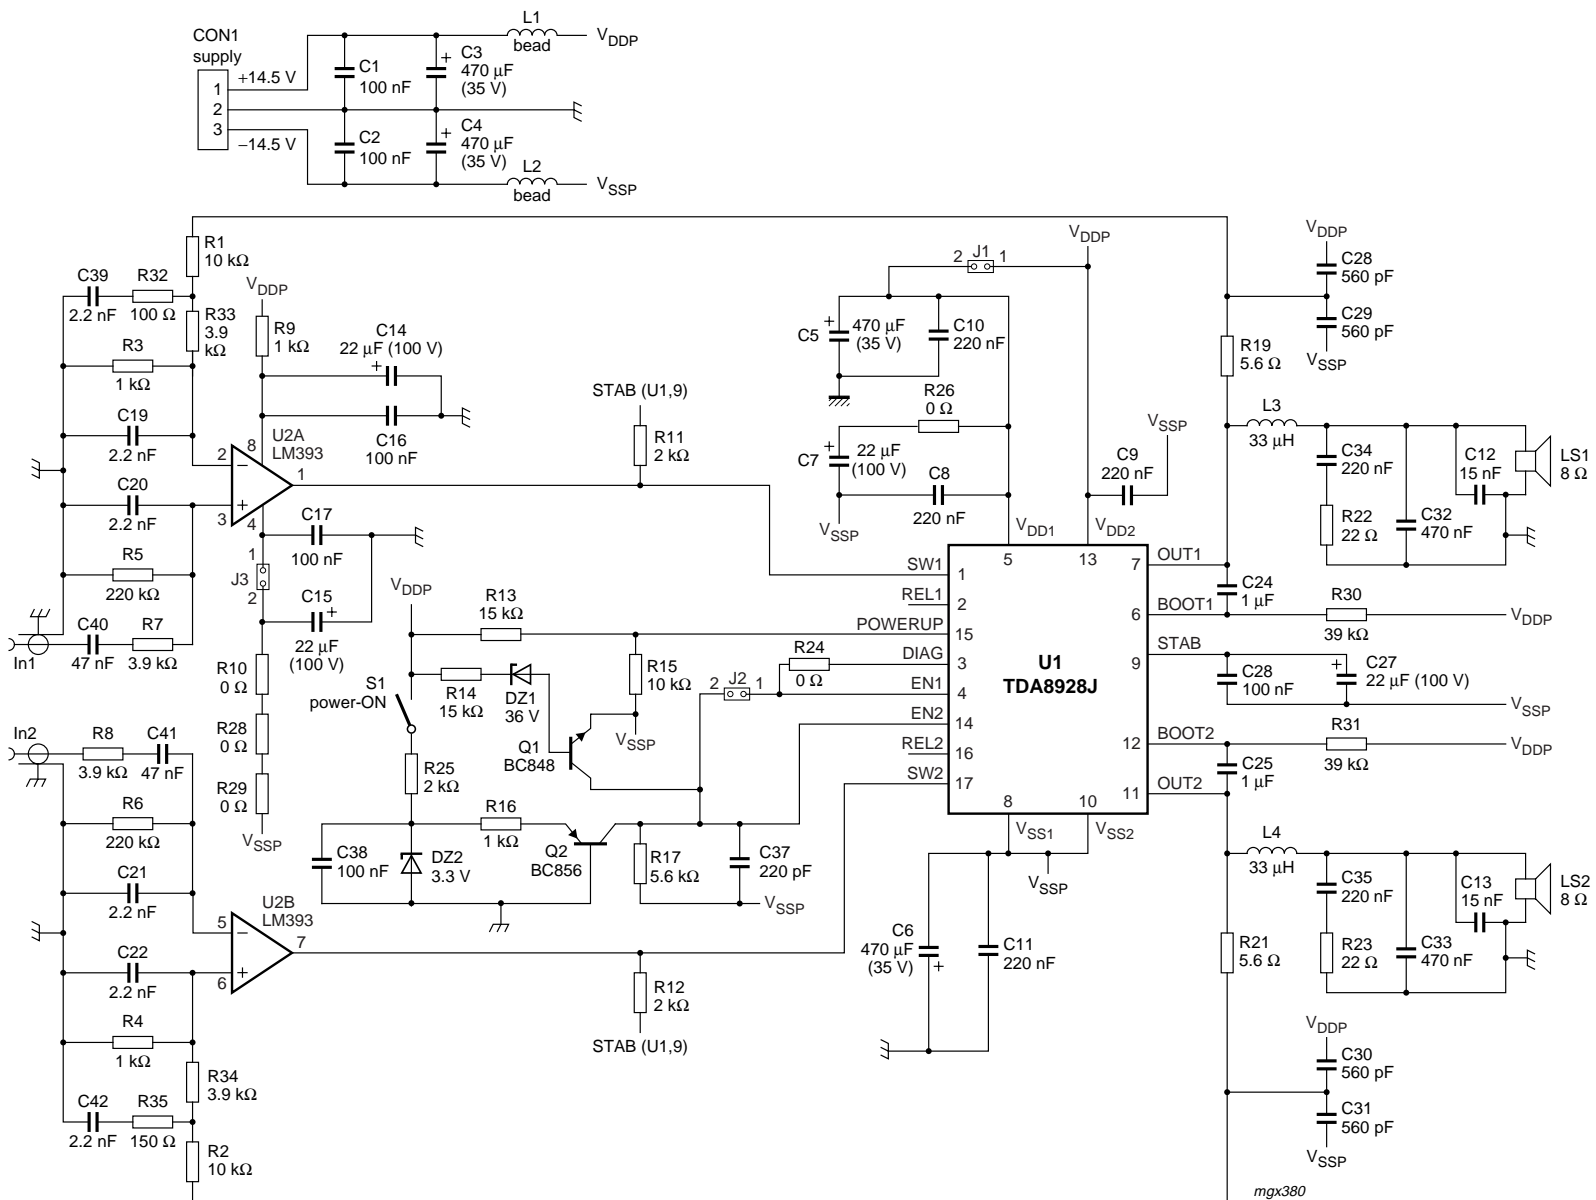 CON1
supply
1
2
3
+14.5 V
−14.5 V
C1
100 nF
C2
100 nF
C3
470 μF
(35 V)
+
C4
470 μF
(35 V)
+
L1
bead
VDDP
L2
bead
VSSP
R1
10 kΩ
C39
2.2 nF
R32
100 Ω
R33
3.9
kΩ
R3
1 kΩ
C19
2.2 nF
C20
2.2 nF
R5
220 kΩ
In1
C40
47 nF
R7
3.9 kΩ
VDDP
R9
1 kΩ
C14
22 μF (100 V)
+
C16
100 nF
U2A
LM393
8
2
−
1
3
+
4
C17
100 nF
1
J3
2
C15
+
22 μF
(100 V)
R10
0 Ω
R28
0 Ω
R29
0 Ω
VSSP
STAB (U1,9)
R11
2 kΩ
VDDP
R13
15 kΩ
S1
power-ON
R14
15 kΩ
DZ1
36 V
R15
10 kΩ
VSSP
Q1
BC848
R25
2 kΩ
R16
1 kΩ
Q2
BC856
C38
100 nF
DZ2
3.3 V
R17
5.6 kΩ
C37
220 pF
VSSP
2
J2
1
R24
0 Ω
In2
R8
3.9 kΩ
C41
47 nF
R6
220 kΩ
C21
2.2 nF
U2B
LM393
5
−
7
6
+
C22
2.2 nF
R4
1 kΩ
R34
3.9 kΩ
C42
2.2 nF
R35
150 Ω
R2
10 kΩ
R12
2 kΩ
STAB (U1,9)
VDDP
2
J1
1
C5
+
470 μF
(35 V)
C10
220 nF
R26
0 Ω
C7
+
22 μF
(100 V)
C8
220 nF
VSSP
C9
220 nF
VSSP
VDD1
VDD2
5
13
SW1
1
REL1
2
POWERUP
15
DIAG
3
EN1
4
EN2
14
REL2
16
SW2
17
U1
TDA8928J
7
OUT1
6
BOOT1
9
STAB
12
BOOT2
11
OUT2
8
10
VSS1
VSS2
VSSP
C6
470 μF
(35 V)
+
C11
220 nF
VDDP
C28
560 pF
C29
560 pF
VSSP
R19
5.6 Ω
L3
33 μH
C34
220 nF
R22
22 Ω
C32
470 nF
C12
15 nF
LS1
8 Ω
C24
1 μF
R30
39 kΩ
VDDP
C28
100 nF
+
C27
22 μF (100 V)
VSSP
R31
39 kΩ
VDDP
C25
1 μF
L4
33 μH
C35
220 nF
R23
22 Ω
C33
470 nF
C13
15 nF
LS2
8 Ω
R21
5.6 Ω
VDDP
C30
560 pF
C31
560 pF
VSSP
mgx380